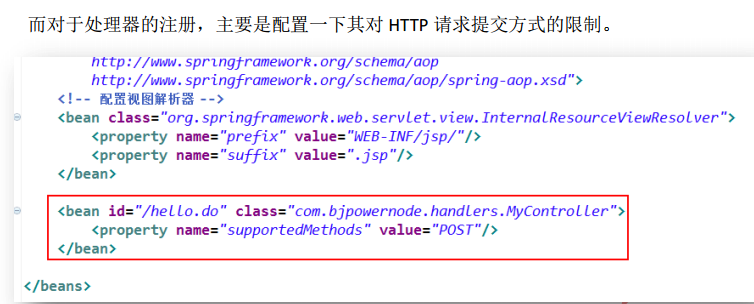 而对于处理器的注册，主要是配置一下其对 HTTP 请求提交方式的限制。
http://www.springframework.org/schema/aop
http://www.springframework.org/schema/aop/spring-aop.xsd">
<!-- 配置视图解析器 -->
<bean class="org.springframework.web.servlet.view.InternalResourceViewResolver">
<property name="prefix" value="WEB-INF/jsp/"/>
<property name="suffix" value=".jsp"/>
</bean>
<bean id="/hello.do" class="com.bjpowernode.handlers.MyController">
<property name="supportedMethods" value="POST"/>
</bean>
</beans>